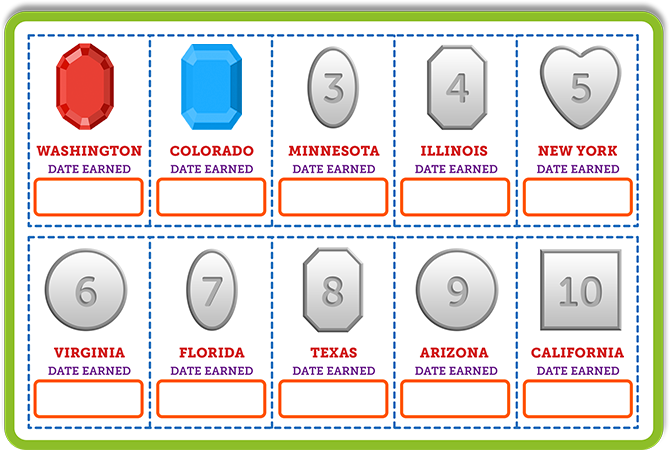 3
4
5
WASHINGTON
COLORADO
MINNESOTA
ILLINOIS
NEW YORK
DATE EARNED
DATE EARNED
DATE EARNED
DATE EARNED
DATE EARNED
6
7
8
9
10
VIRGINIA
FLORIDA
TEXAS
ARIZONA
CALIFORNIA
DATE EARNED
DATE EARNED
DATE EARNED
DATE EARNED
DATE EARNED